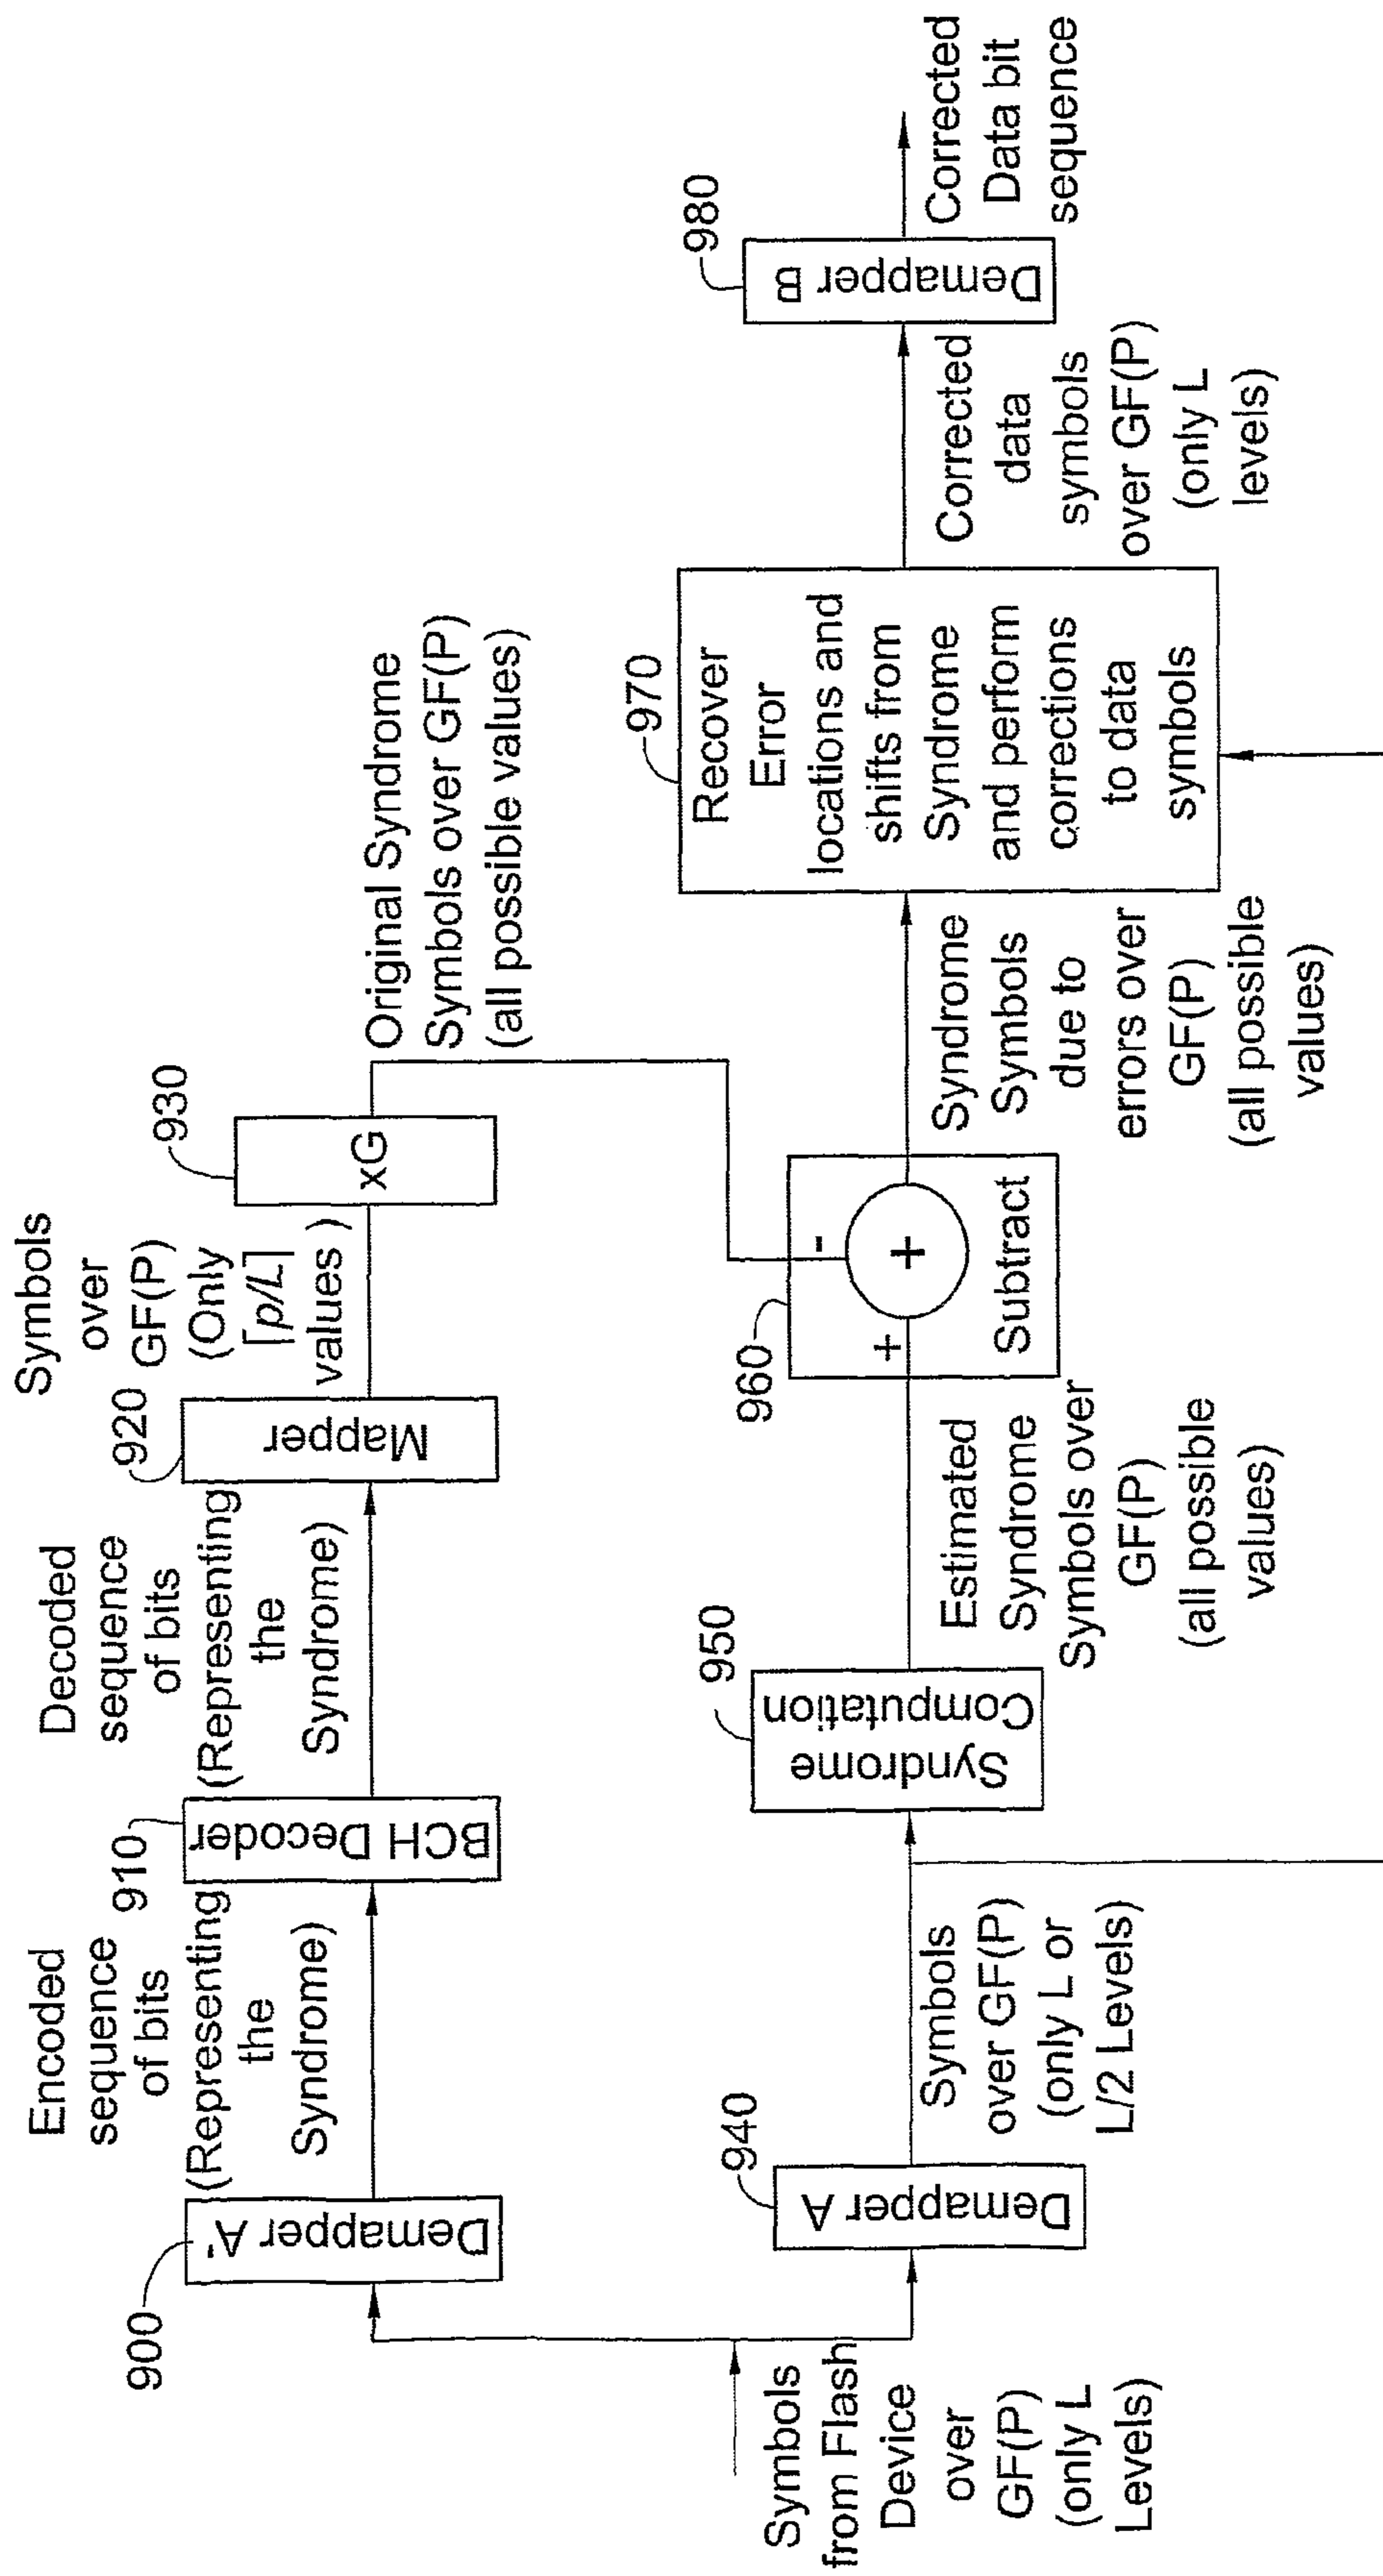 Symbols
from Flash
Device
over
GF(P)
(only L
Levels)
900
Demapper A'
Encoded
sequence
of bits
(Representing
the
Syndrome)
910
BCH Decoder
Decoded
sequence
of bits
(Representing
the
Syndrome)
920
Mapper
Symbols
over
GF(P)
(Only
⌈p/L⌉
values )
930
xG
Original Syndrome
Symbols over GF(P)
(all possible values)
940
Demapper A
Symbols
over GF(P)
(only L or
L/2 Levels)
950
Syndrome
Computation
Estimated
Syndrome
Symbols over
GF(P)
(all possible
values)
960
+
-
+
Subtract
Syndrome
Symbols
due to
errors over
GF(P)
(all possible
values)
970
Recover
Error
locations and
shifts from
Syndrome
and perform
corrections
to data
symbols
Corrected
data
symbols
over GF(P)
(only L
levels)
980
Demapper B
Corrected
Data bit
sequence